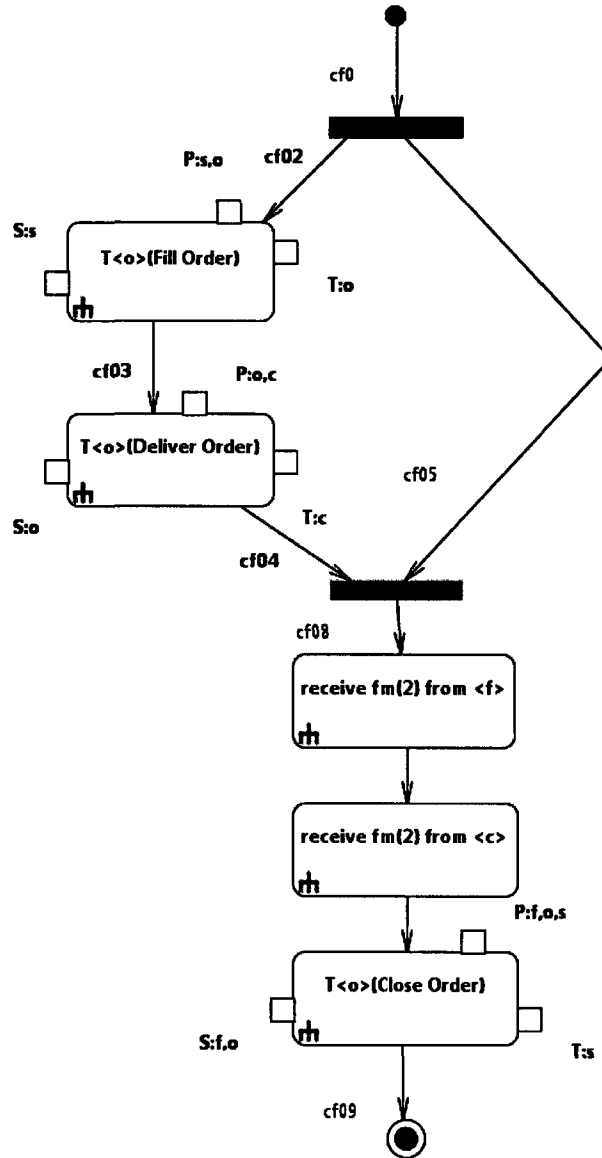 cf0
cf02
P:s,o
S:s
T<o>(Fill Order)
T:o
cf03
P:o,c
T<o>(Deliver Order)
cf05
S:o
T:c
cf04
cf08
receive fm(2) from <f>
receive fm(2) from <c>
P:f,o,s
T<o>(Close Order)
S:f,o
T:s
cf09